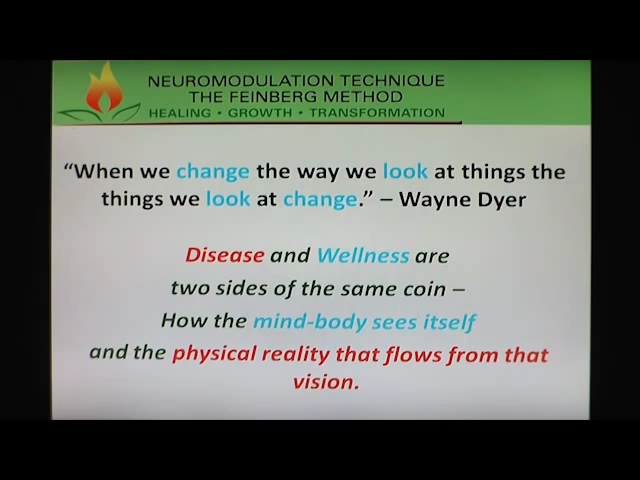 NEUROMODULATION TECHNIQUE
THE FEINBERG METHOD
HEALING • GROWTH • TRANSFORMATION
“When we change the way we look at things the
things we look at change.” – Wayne Dyer
Disease and Wellness are
two sides of the same coin –
How the mind-body sees itself
and the physical reality that flows from that
vision.